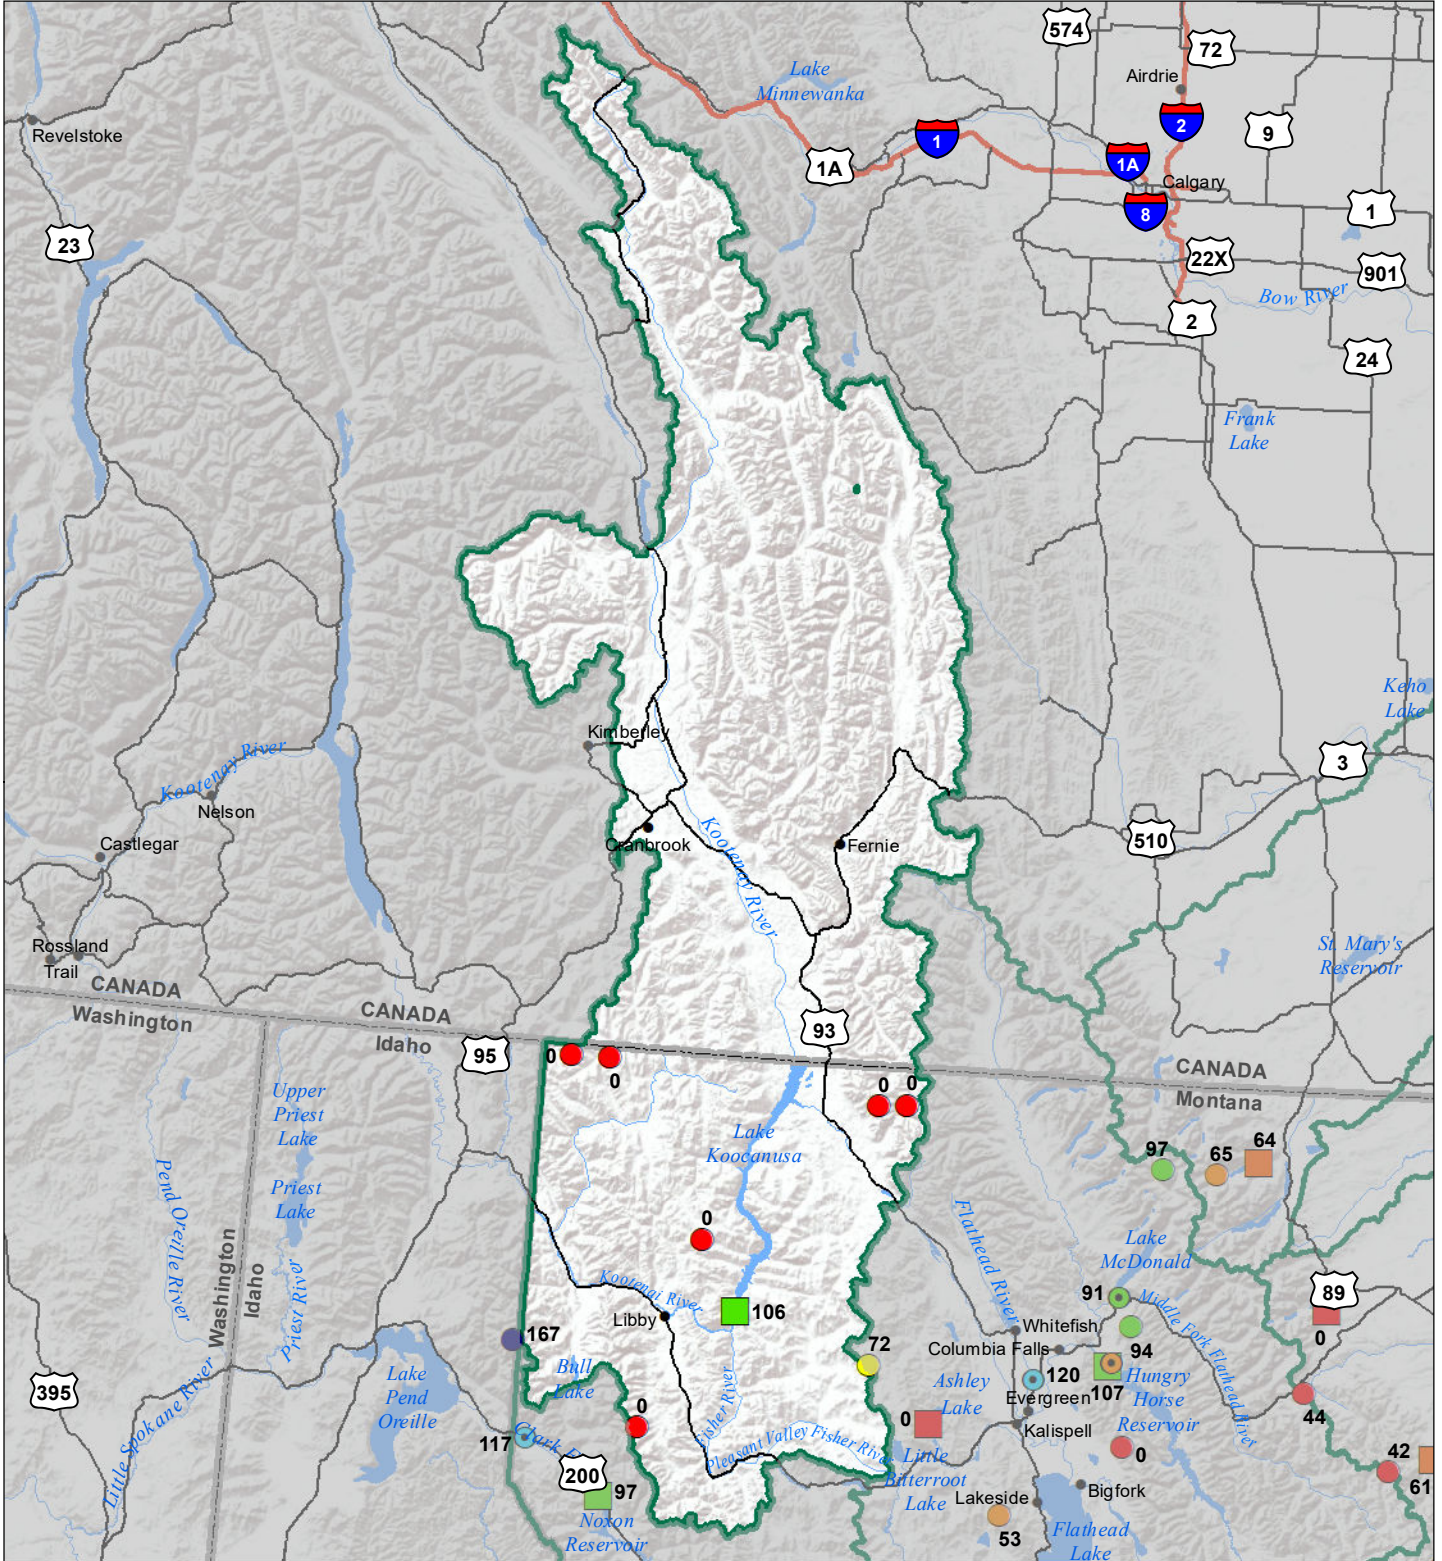 574
72
Airdrie
Lake
Minnewanka
2
9
Revelstoke
1
1A
1A
Calgary
8
1
23
22X
901
Bow River
2
24
Frank
Lake
Keho
Lake
Kimberley
3
Kootenay River
Nelson
Castlegar
Cranbrook
Kootenay River
Fernie
510
Rossland
Trail
St. Mary's
Reservoir
CANADA
Washington
CANADA
Idaho
95
93
0
0
CANADA
Montana
0
0
Upper
Priest
Lake
Lake
Koocanusa
97
65
64
Pend Oreille River
Priest
Lake
Flathead River
0
Lake
McDonald
Washington
Idaho
Priest River
Kootenai River
91
Middle Fork Flathead River
89
0
Libby
106
167
Whitefish
Columbia Falls
94
72
Bull
Lake
Lake
Pend
Oreille
395
Little Spokane River
Ashley
Lake
120
107
Hungry
Horse
Reservoir
Evergreen
44
0
0
Fisher River
Kalispell
117
Clark F
Pleasant Valley Fisher River
Little
Bitterroot
Lake
0
42
61
200
97
Noxon
Reservoir
Lakeside
Bigfork
53
Flathead
Lake